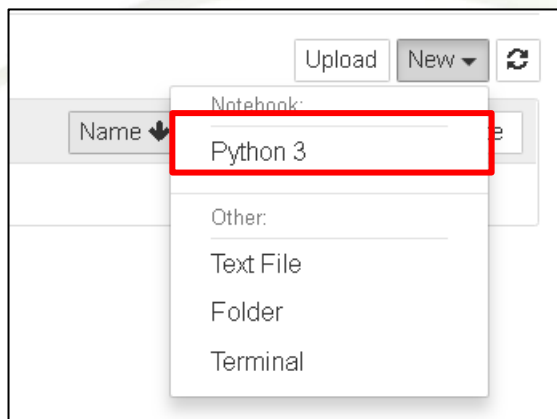 Upload New
Notebook:
Name
Python 3
Other:
Text File
Folder
Terminal